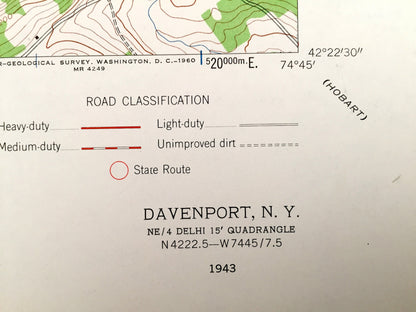 R-GEOLOGICAL SURVEY, WASHINGTON, D. C.-1960
MR 4249
520000m. E.
42°22'30"
74°45'
(HOBART)
ROAD CLASSIFICATION
Heavy-duty
Light-duty
Medium-duty
Unimproved dirt
State Route
DAVENPORT, N. Y.
NE/4 DELHI 15' QUADRANGLE
N4222.5—W7445/7.5
1943